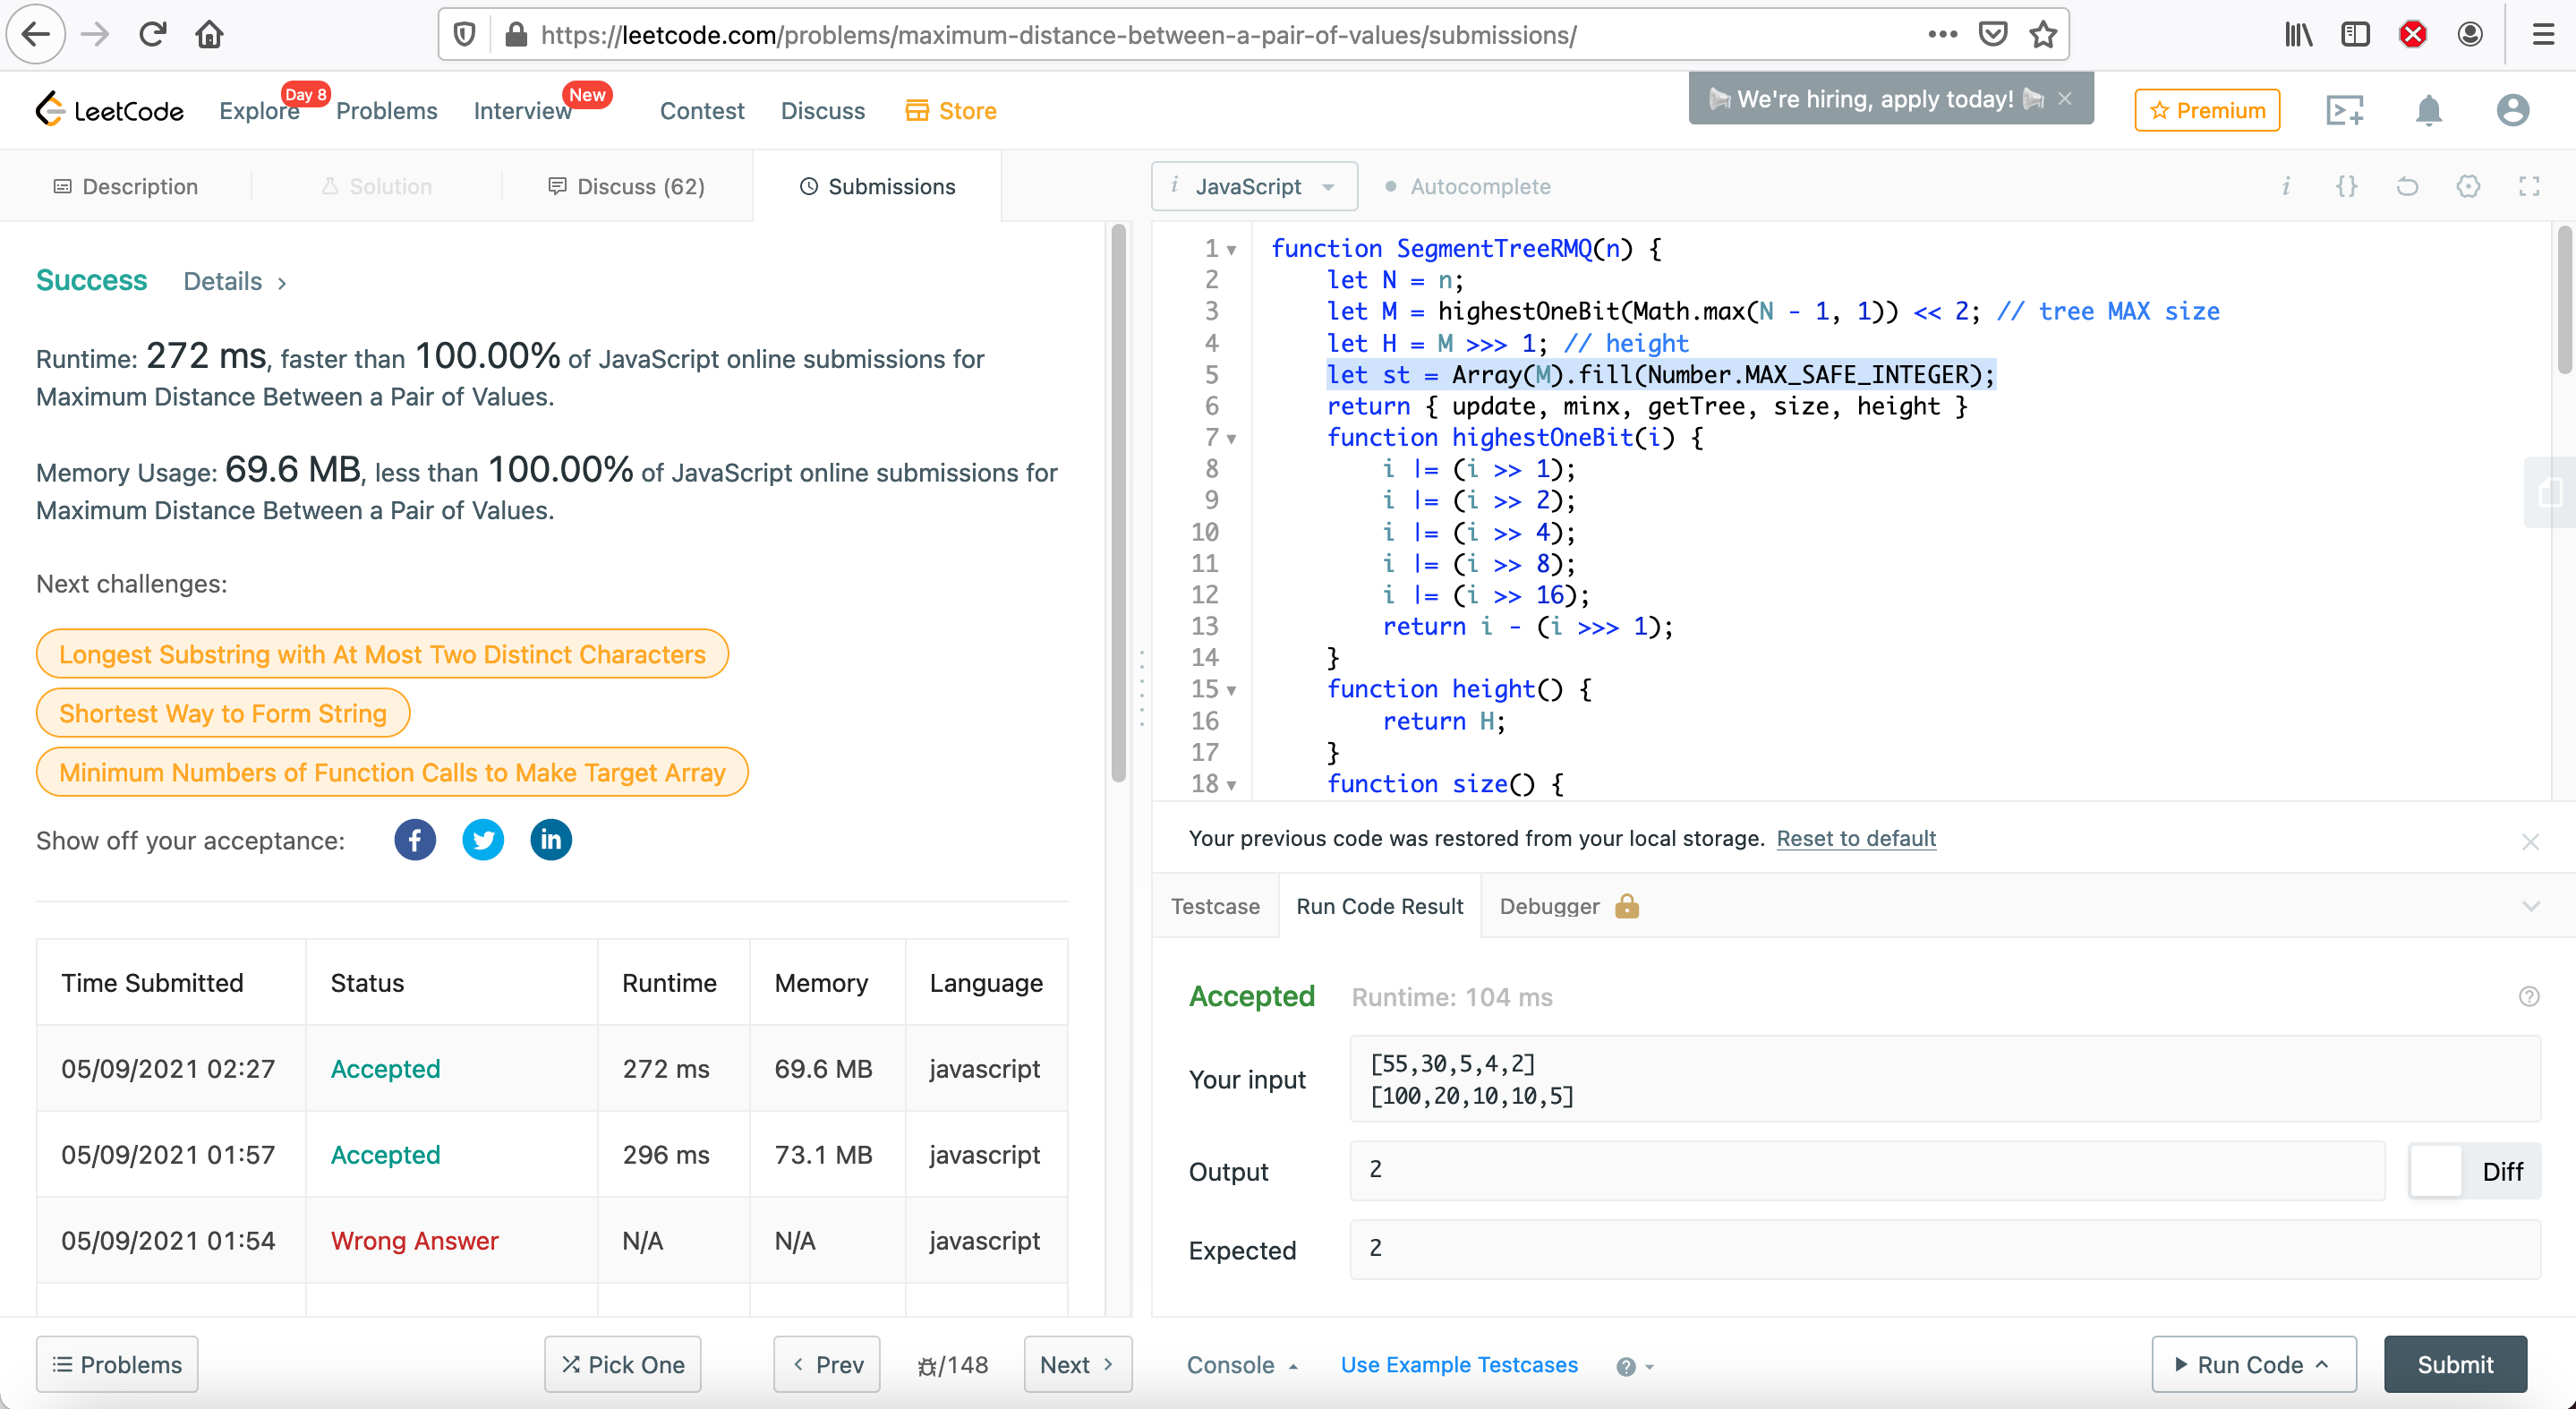 https://leetcode.com/problems/maximum-distance-between-a-pair-of-values/submissions/
LeetCode
Explore
Day 8
Problems
Interview
New
Contest
Discuss
Store
We're hiring, apply today!
Premium
Description
Solution
Discuss (62)
Submissions
Success
Details
Runtime: 272 ms, faster than 100.00% of JavaScript online submissions for
Maximum Distance Between a Pair of Values.
Memory Usage: 69.6 MB, less than 100.00% of JavaScript online submissions for
Maximum Distance Between a Pair of Values.
Next challenges:
Longest Substring with At Most Two Distinct Characters
Shortest Way to Form String
Minimum Numbers of Function Calls to Make Target Array
Show off your acceptance:
Time Submitted Status Runtime Memory Language
05/09/2021 02:27 Accepted 272 ms 69.6 MB javascript
05/09/2021 01:57 Accepted 296 ms 73.1 MB javascript
05/09/2021 01:54 Wrong Answer N/A N/A javascript
Problems
Pick One
Prev
/148
Next
i JavaScript
Autocomplete
i {}
1 function SegmentTreeRMQ(n) {
2 let N = n;
3 let M = highestOneBit(Math.max(N - 1, 1)) << 2; // tree MAX size
4 let H = M >>> 1; // height
5 let st = Array(M).fill(Number.MAX_SAFE_INTEGER);
6 return { update, minx, getTree, size, height }
7 function highestOneBit(i) {
8 i |= (i >> 1);
9 i |= (i >> 2);
10 i |= (i >> 4);
11 i |= (i >> 8);
12 i |= (i >> 16);
13 return i - (i >>> 1);
14 }
15 function height() {
16 return H;
17 }
18 function size() {
Your previous code was restored from your local storage. Reset to default
Testcase
Run Code Result
Debugger
Accepted
Runtime: 104 ms
Your input
[55,30,5,4,2]
[100,20,10,10,5]
Output
2
Diff
Expected
2
Console
Use Example Testcases
Run Code
Submit